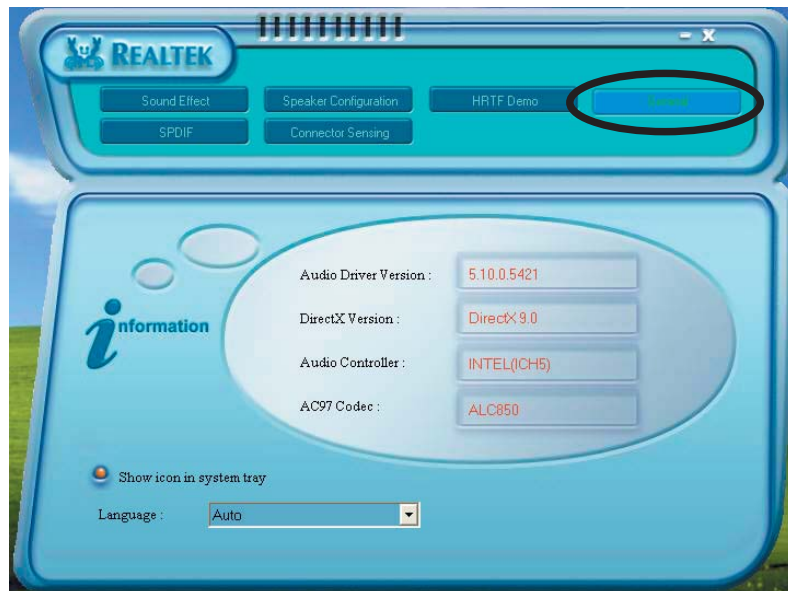 REALTEK
- X
Sound Effect
Speaker Configuration
HRTF Demo
General
SPDIF
Connector Sensing
information
Audio Driver Version :
5.10.0.5421
DirectX Version :
DirectX 9.0
Audio Controller :
INTEL(ICH5)
AC97 Codec :
ALC850
Show icon in system tray
Language :
Auto